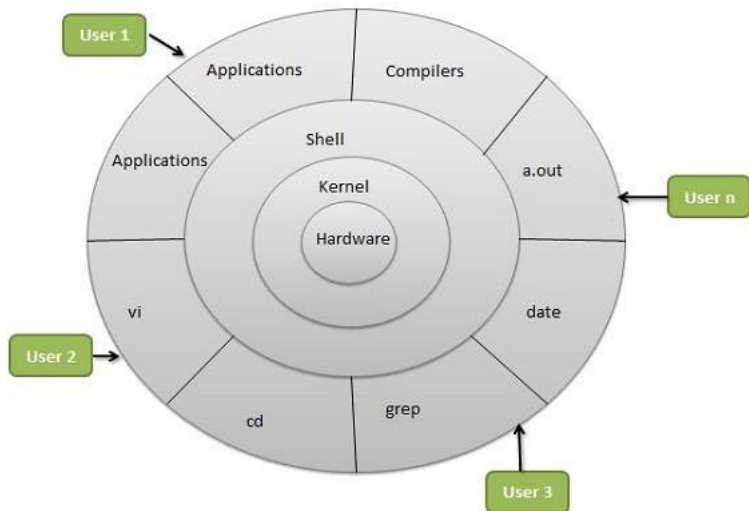 User 1
Applications
Compilers
Shell
Applications
a.out
Kernel
User n
Hardware
vi
date
User 2
cd
grep
User 3